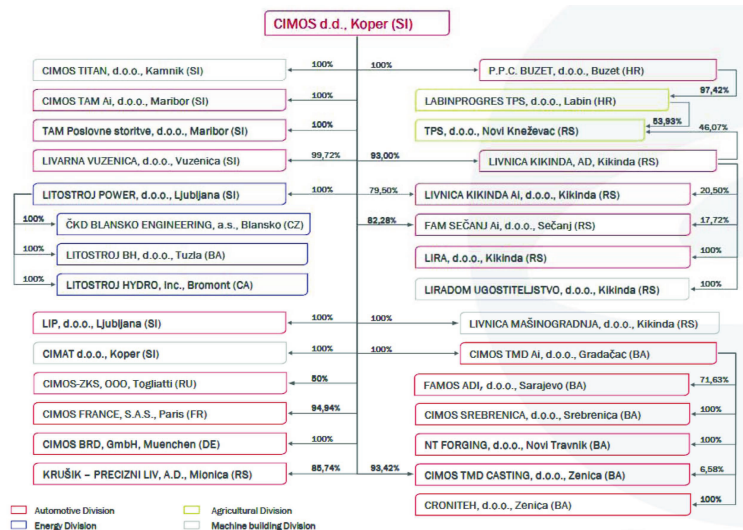 CIMOS d.d., Koper (SI)
CIMOS TITAN, d.o.o., Kamnik (SI)
100%
100%
P.P.C. BUZET, d.o.o., Buzet (HR)
97,42%
CIMOS TAM Ai, d.o.o., Maribor (SI)
100%
LABINPROGRES TPS, d.o.o., Labin (HR)
53,93%
TAM Poslovne storitve, d.o.o., Maribor (SI)
100%
TPS, d.o.o., Novi Kneževac (RS)
46,07%
LIVARNA VUZENICA, d.o.o., Vuzenica (SI)
99,72%
93,00%
LIVNICA KIKINDA, AD, Kikinda (RS)
LITOSTROJ POWER, d.o.o., Ljubljana (SI)
100%
79,50%
LIVNICA KIKINDA Ai, d.o.o., Kikinda (RS)
20,50%
100%
ČKD BLANSKO ENGINEERING, a.s., Blansko (CZ)
82,28%
FAM SEČANJ Ai, d.o.o., Sečanj (RS)
17,72%
100%
LITOSTROJ BH, d.o.o., Tuzla (BA)
LIRA, d.o.o., Kikinda (RS)
100%
100%
LITOSTROJ HYDRO, Inc., Bromont (CA)
LIRADOM UGOSTITELJSTVO, d.o.o., Kikinda (RS)
100%
LIP, d.o.o., Ljubljana (SI)
100%
100%
LIVNICA MAŠINOGRADNJA, d.o.o., Kikinda (RS)
CIMAT d.o.o., Koper (SI)
100%
100%
CIMOS TMD Ai, d.o.o., Gradačac (BA)
CIMOS-ZKS, OOO, Togliatti (RU)
50%
FAMOS ADI, d.o.o., Sarajevo (BA)
71,63%
CIMOS FRANCE, S.A.S., Paris (FR)
94,94%
CIMOS SREBRENICA, d.o.o., Srebrenica (BA)
100%
CIMOS BRD, GmbH, Muenchen (DE)
100%
NT FORGING, d.o.o., Novi Travnik (BA)
100%
KRUŠIK – PRECIZNI LIV, A.D., Mionica (RS)
85,74%
93,42%
CIMOS TMD CASTING, d.o.o., Zenica (BA)
6,58%
CRONITEH, d.o.o., Zenica (BA)
100%
Automotive Division
Agricultural Division
Energy Division
Machine building Division